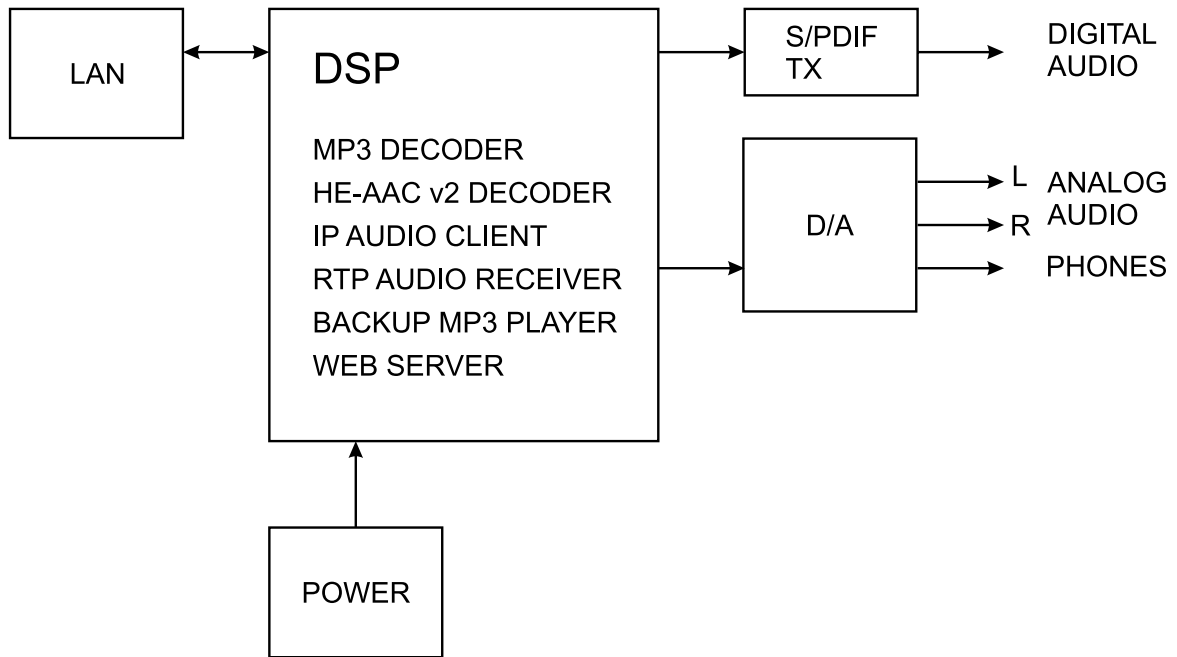 LAN
DSP
MP3 DECODER
HE-AAC v2 DECODER
IP AUDIO CLIENT
RTP AUDIO RECEIVER
BACKUP MP3 PLAYER
WEB SERVER
S/PDIF
TX
DIGITAL
AUDIO
D/A
L
R
ANALOG
AUDIO
PHONES
POWER